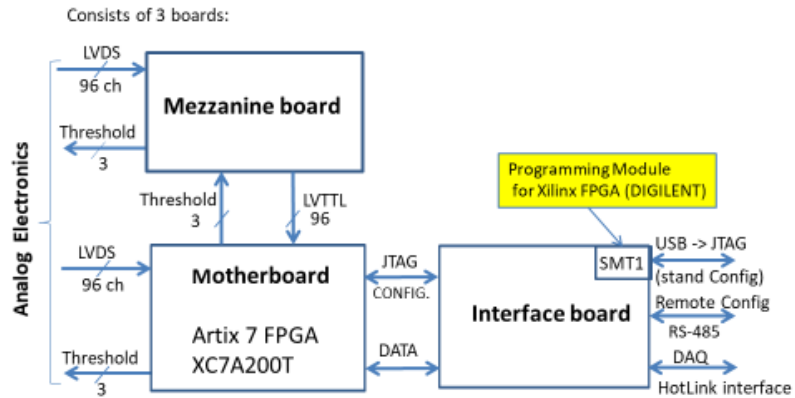 Consists of 3 boards:
LVDS
96 ch
Mezzanine board
Threshold
3
Analog Electronics
Threshold
3
LVTTL
96
Programming Module
for Xilinx FPGA (DIGILENT)
LVDS
96 ch
Motherboard
Artix 7 FPGA
XC7A200T
Threshold
3
JTAG
CONFIG.
DATA
Interface board
SMT1
USB -> JTAG
(stand Config)
Remote Config
RS-485
DAQ
HotLink interface